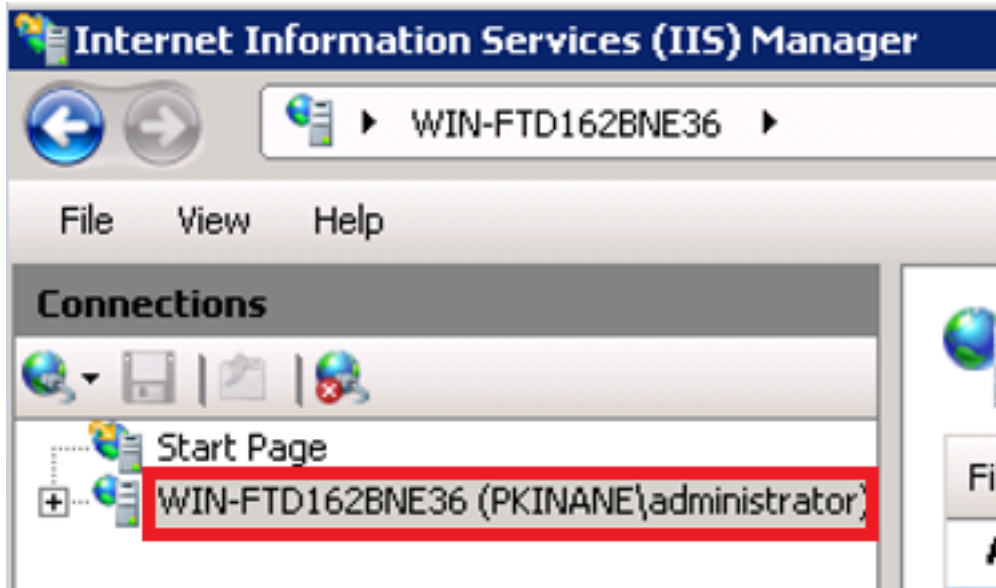 Internet Information Services (IIS) Manager
WIN-FTD162BNE36
File View Help
Connections
Start Page
WIN-FTD162BNE36 (PKINANE\administrator)